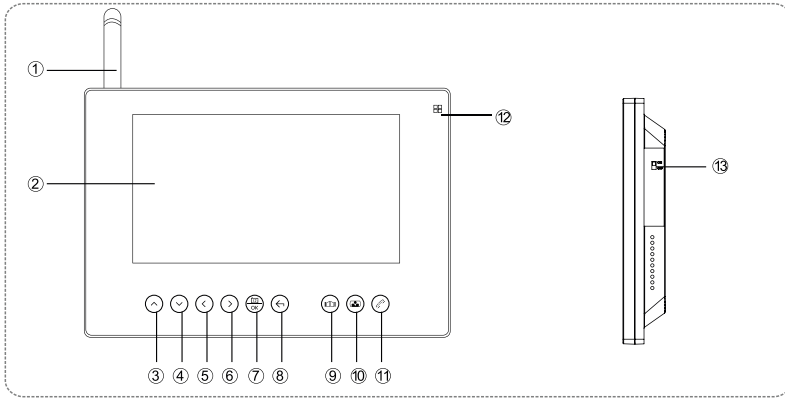 ①
⑫
②
⑬
OK
③ ④ ⑤ ⑥ ⑦ ⑧ ⑨ ⑩ ⑪